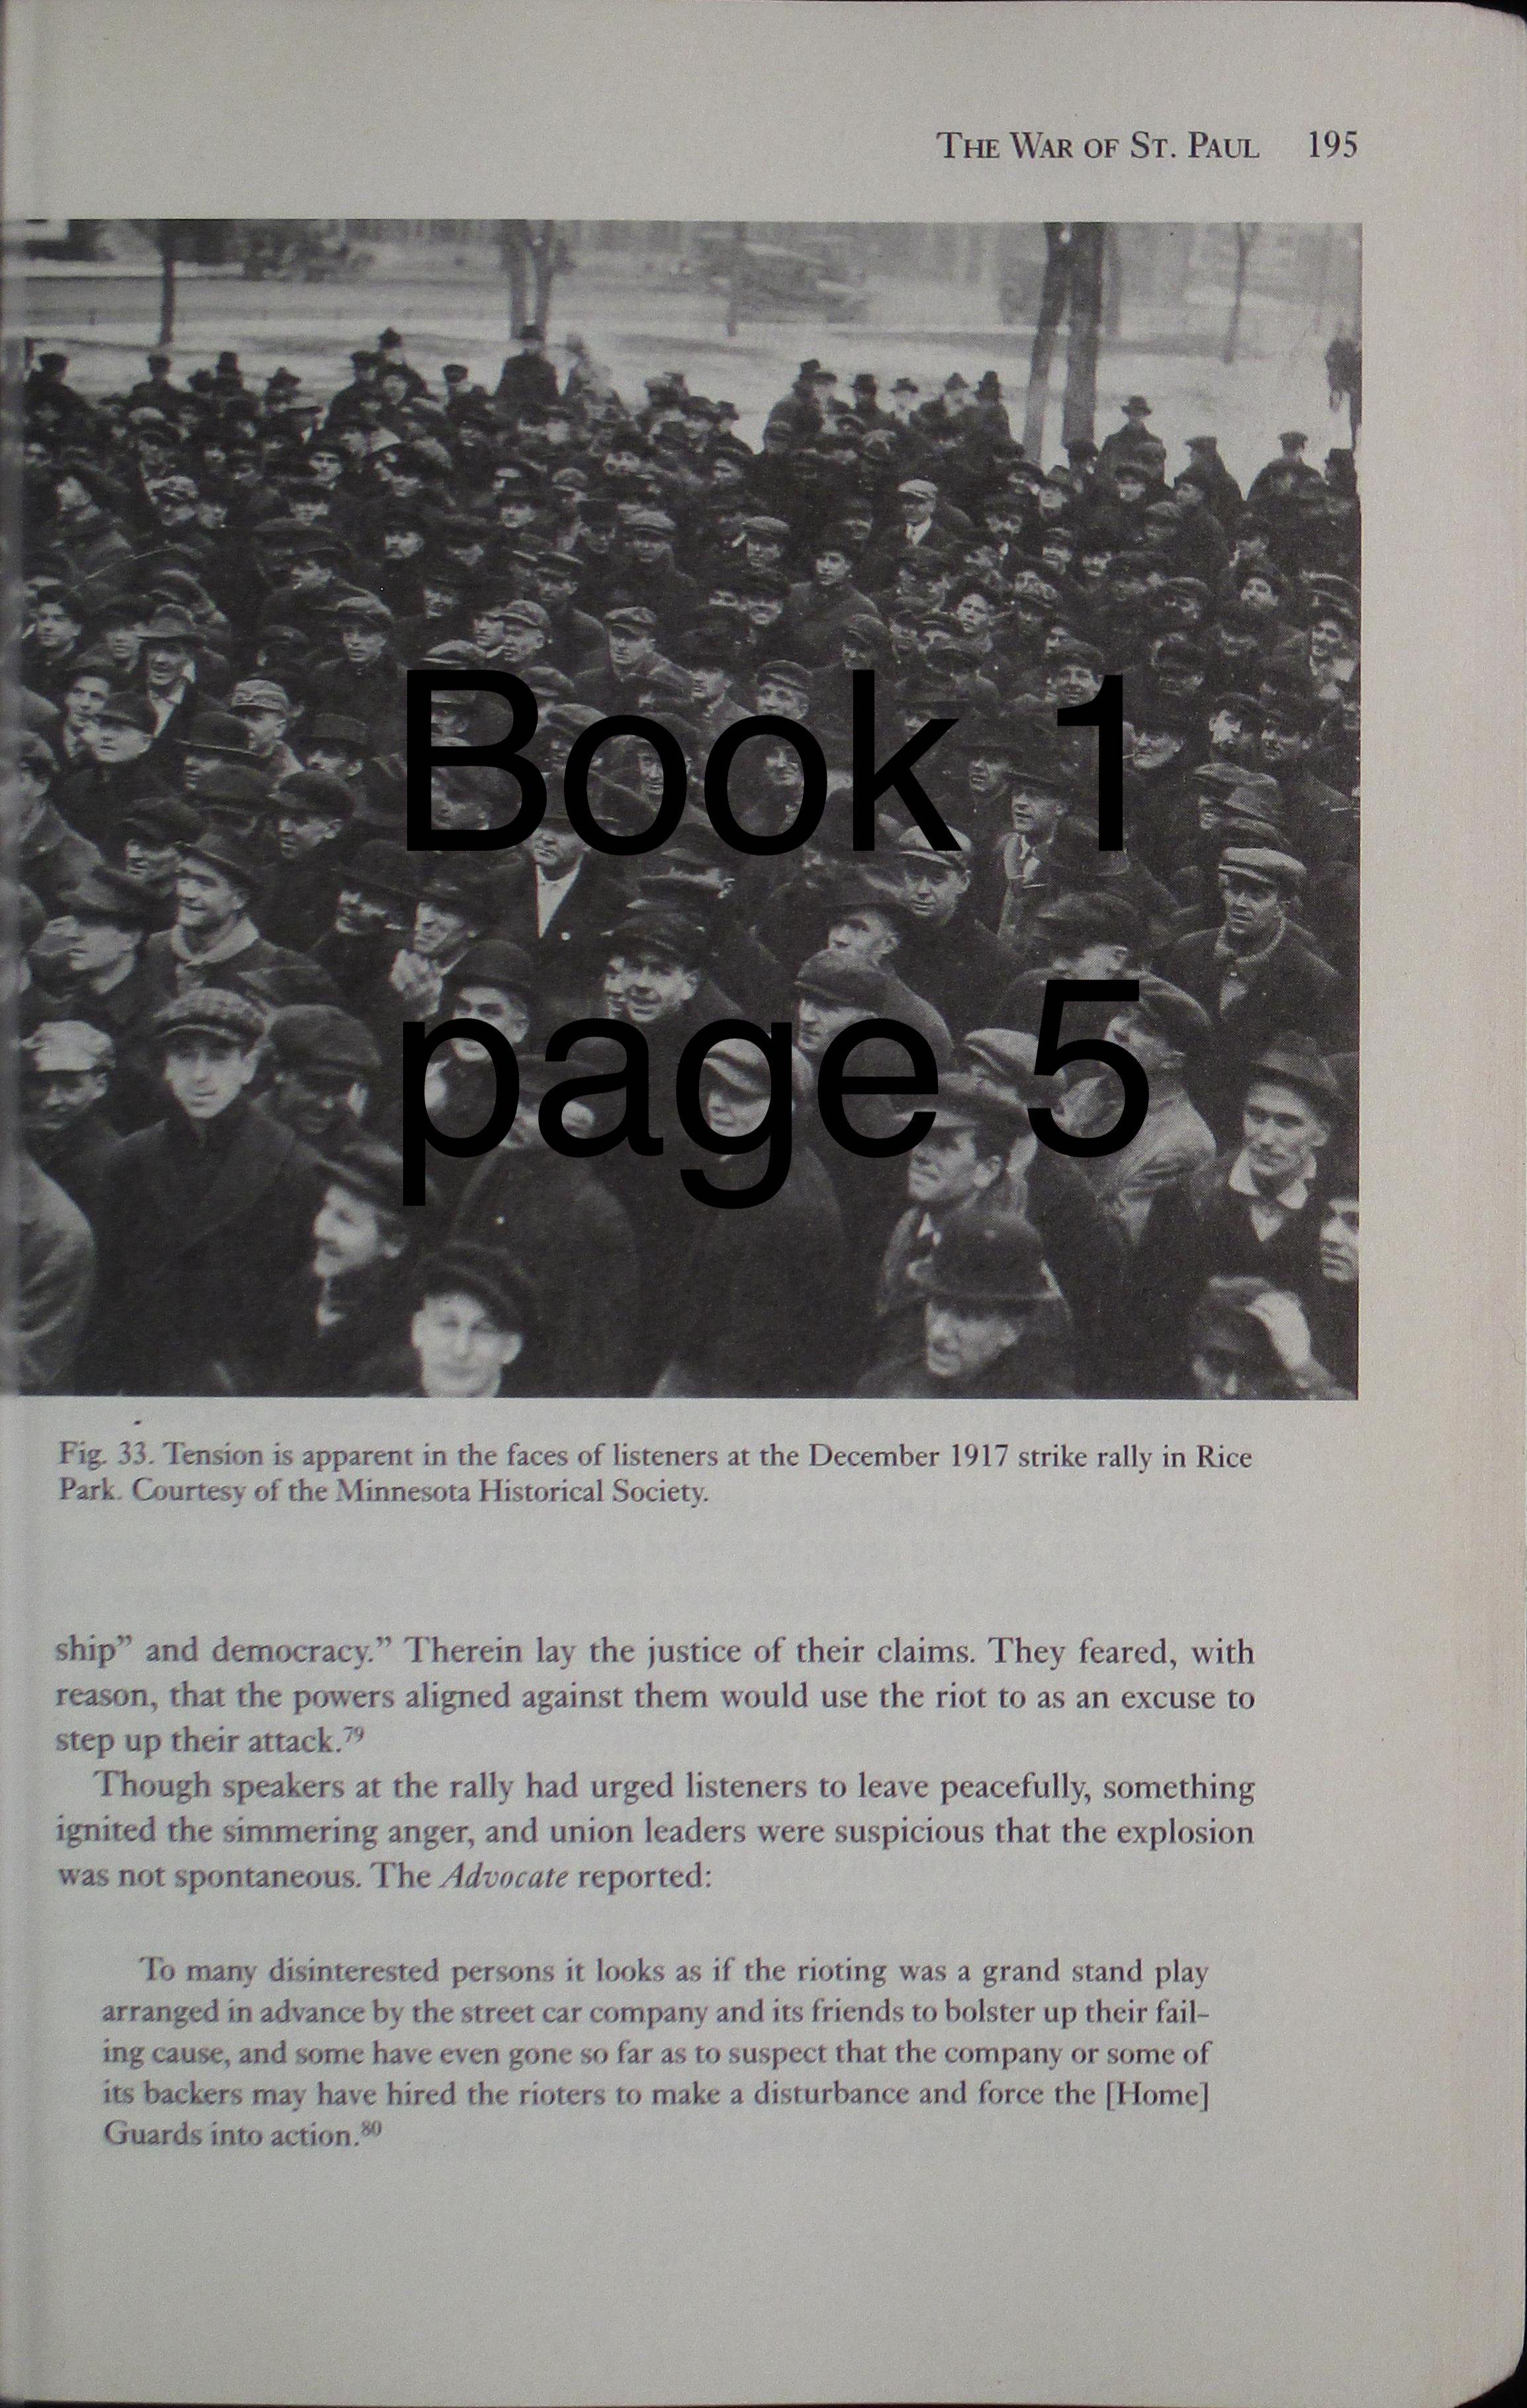 THE WAR OF ST. PAUL 195
Book 1
page 5
Fig. 33. Tension is apparent in the faces of listeners at the December 1917 strike rally in Rice
Park. Courtesy of the Minnesota Historical Society.
ship” and democracy.” Therein lay the justice of their claims. They feared, with
reason, that the powers aligned against them would use the riot to as an excuse to
step up their attack.79
Though speakers at the rally had urged listeners to leave peacefully, something
ignited the simmering anger, and union leaders were suspicious that the explosion
was not spontaneous. The Advocate reported:
To many disinterested persons it looks as if the rioting was a grand stand play
arranged in advance by the street car company and its friends to bolster up their fail-
ing cause, and some have even gone so far as to suspect that the company or some of
its backers may have hired the rioters to make a disturbance and force the [Home]
Guards into action.80